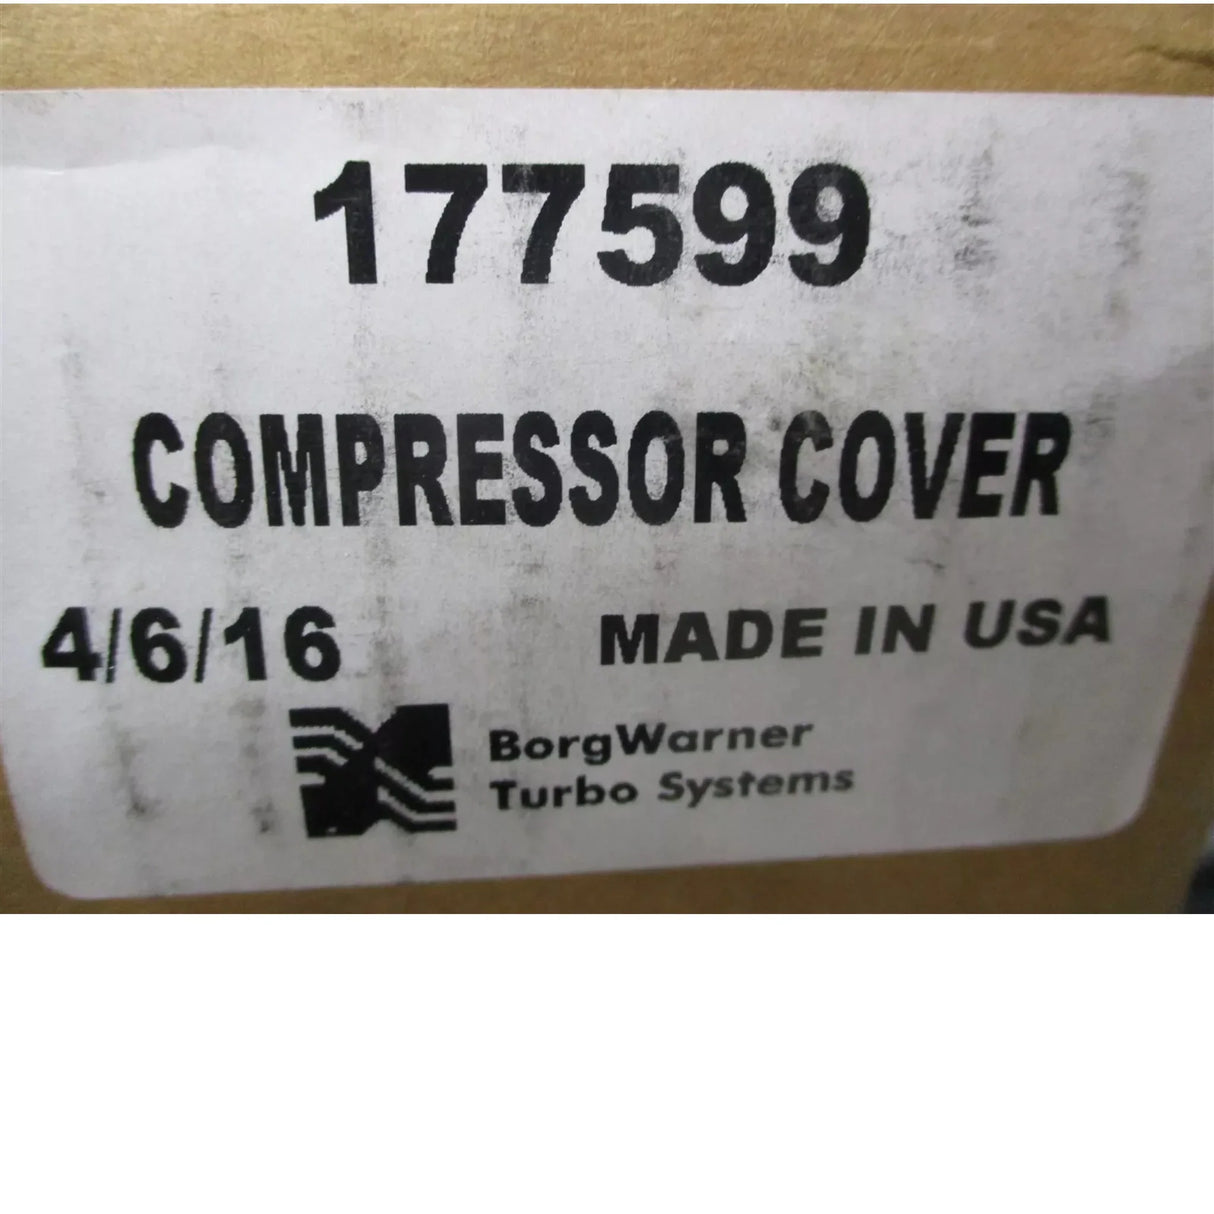 177599
COMPRESSOR COVER
4/6/16 MADE IN USA
BorgWarner
Turbo Systems